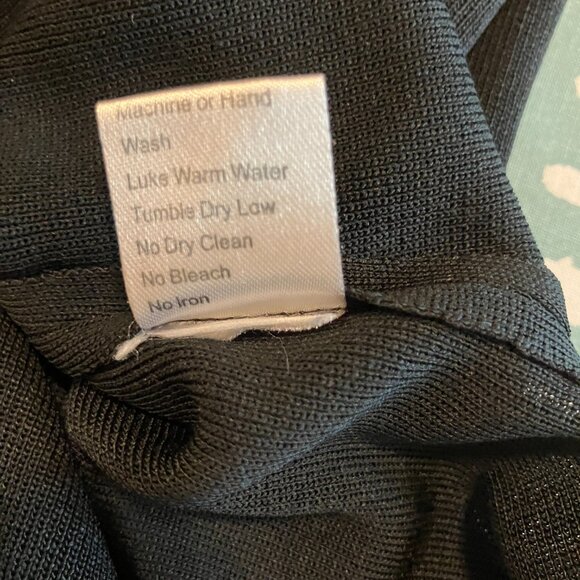 Machine or Hand
Wash
Luke Warm Water
Tumble Dry Low
No Dry Clean
No Bleach
No Iron